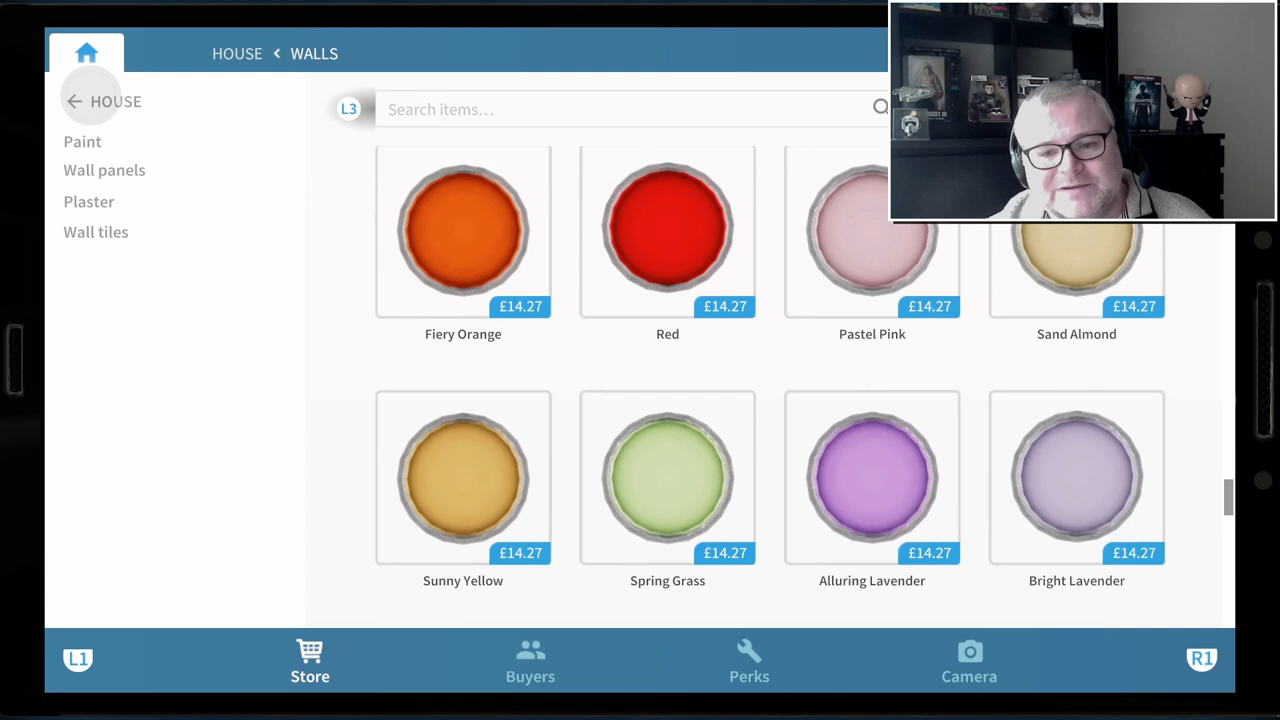 HOUSE < WALLS
HOUSE
L3
Search items...
Paint
Wall panels
Plaster
Wall tiles
£14.27
£14.27
£14.27
£14.27
Fiery Orange
Red
Pastel Pink
Sand Almond
£14.27
£14.27
£14.27
£14.27
Sunny Yellow
Spring Grass
Alluring Lavender
Bright Lavender
L1
Store
Buyers
Perks
Camera
R1